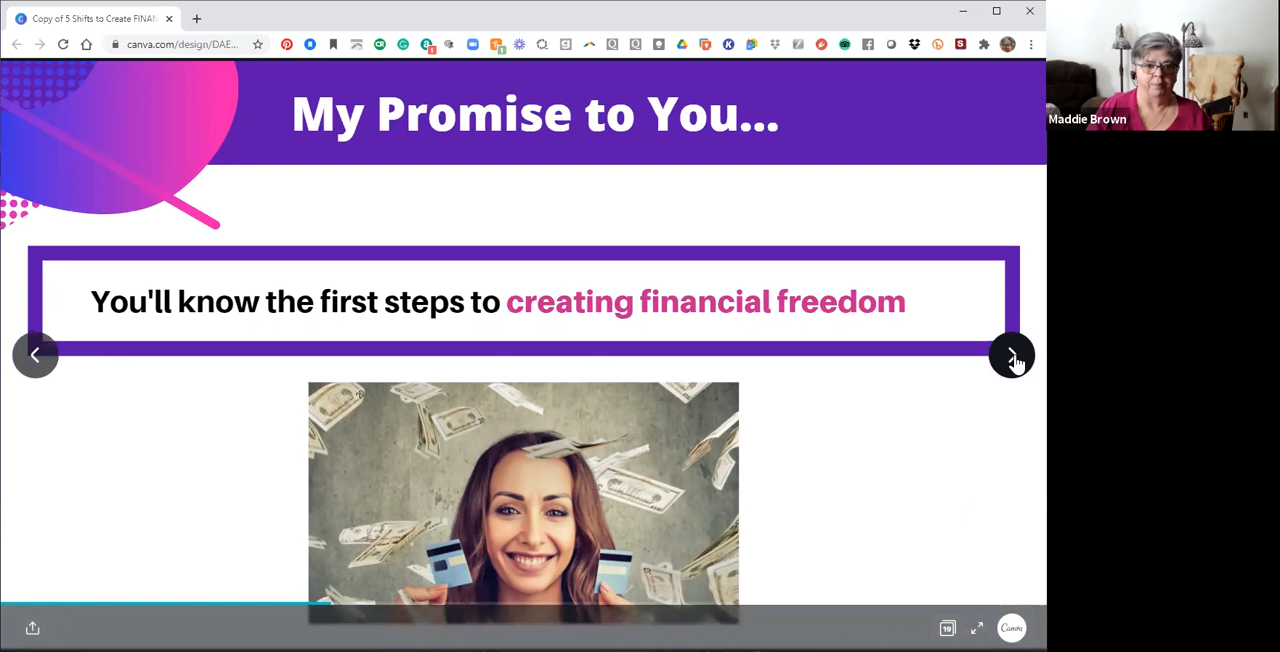 Copy of 5 Shifts to Create FINAN
canva.com/design/DAE...
My Promise to You...
Maddie Brown
You'll know the first steps to creating financial freedom
19
Canva